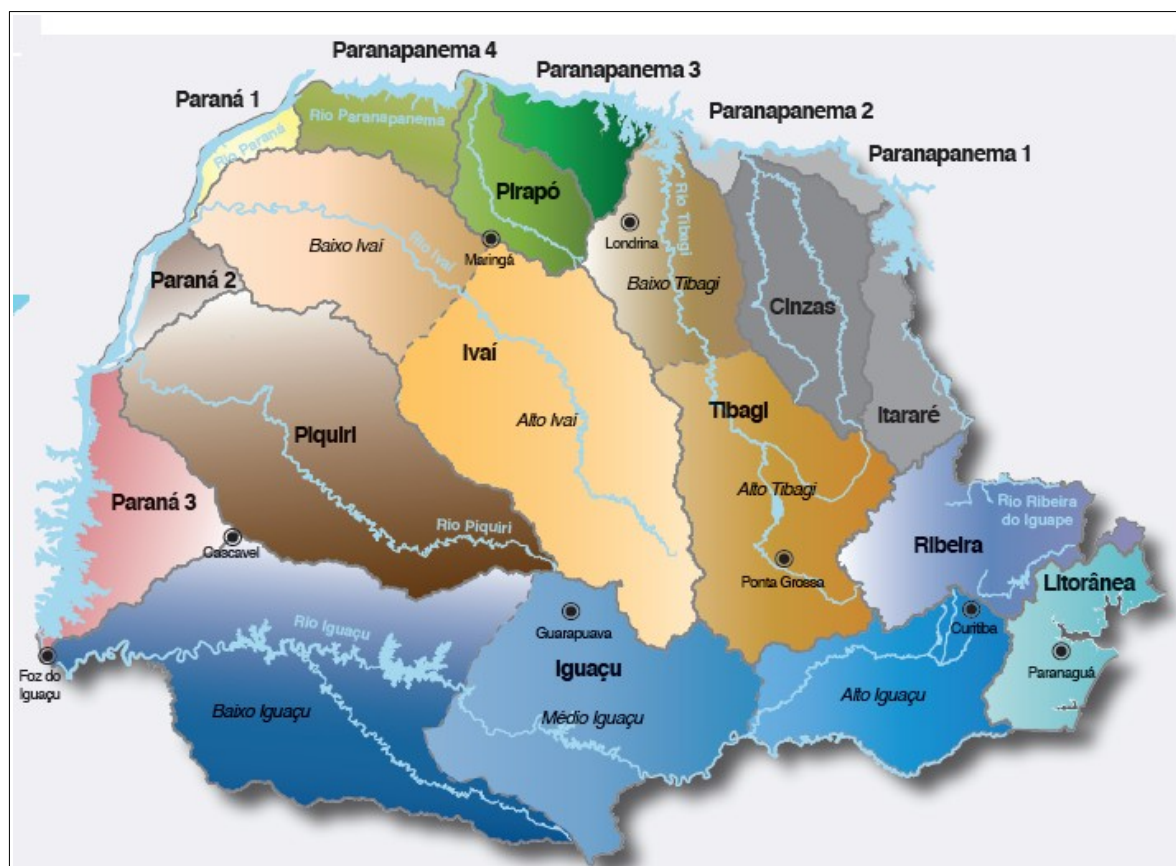 Paranapanema 4
Paranapanema 3
Paraná 1
Paranapanema 2
Rio Paranapanema
Paranapanema 1
Rio Paraná
Pirapó
Rio Tibagi
Londrina
Baixo Ivaí
Rio Ivaí
Maringá
Baixo Tibagi
Paraná 2
Cinzas
Ivaí
Tibagi
Itararé
Alto Ivaí
Piquiri
Alto Tibagi
Paraná 3
Rio Ribeira
do Iguape
Rio Piquiri
Cascavel
Ribeira
Ponta Grossa
Litorânea
Guarapuava
Rio Iguaçu
Curitiba
Foz do
Iguaçu
Iguaçu
Paranaguá
Alto Iguaçu
Baixo Iguaçu
Médio Iguaçu